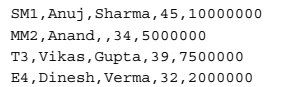 SM1,Anuj,Sharma,45,10000000
MM2,Anand,,34,5000000
T3,Vikas,Gupta,39,7500000
E4,Dinesh,Verma,32,2000000